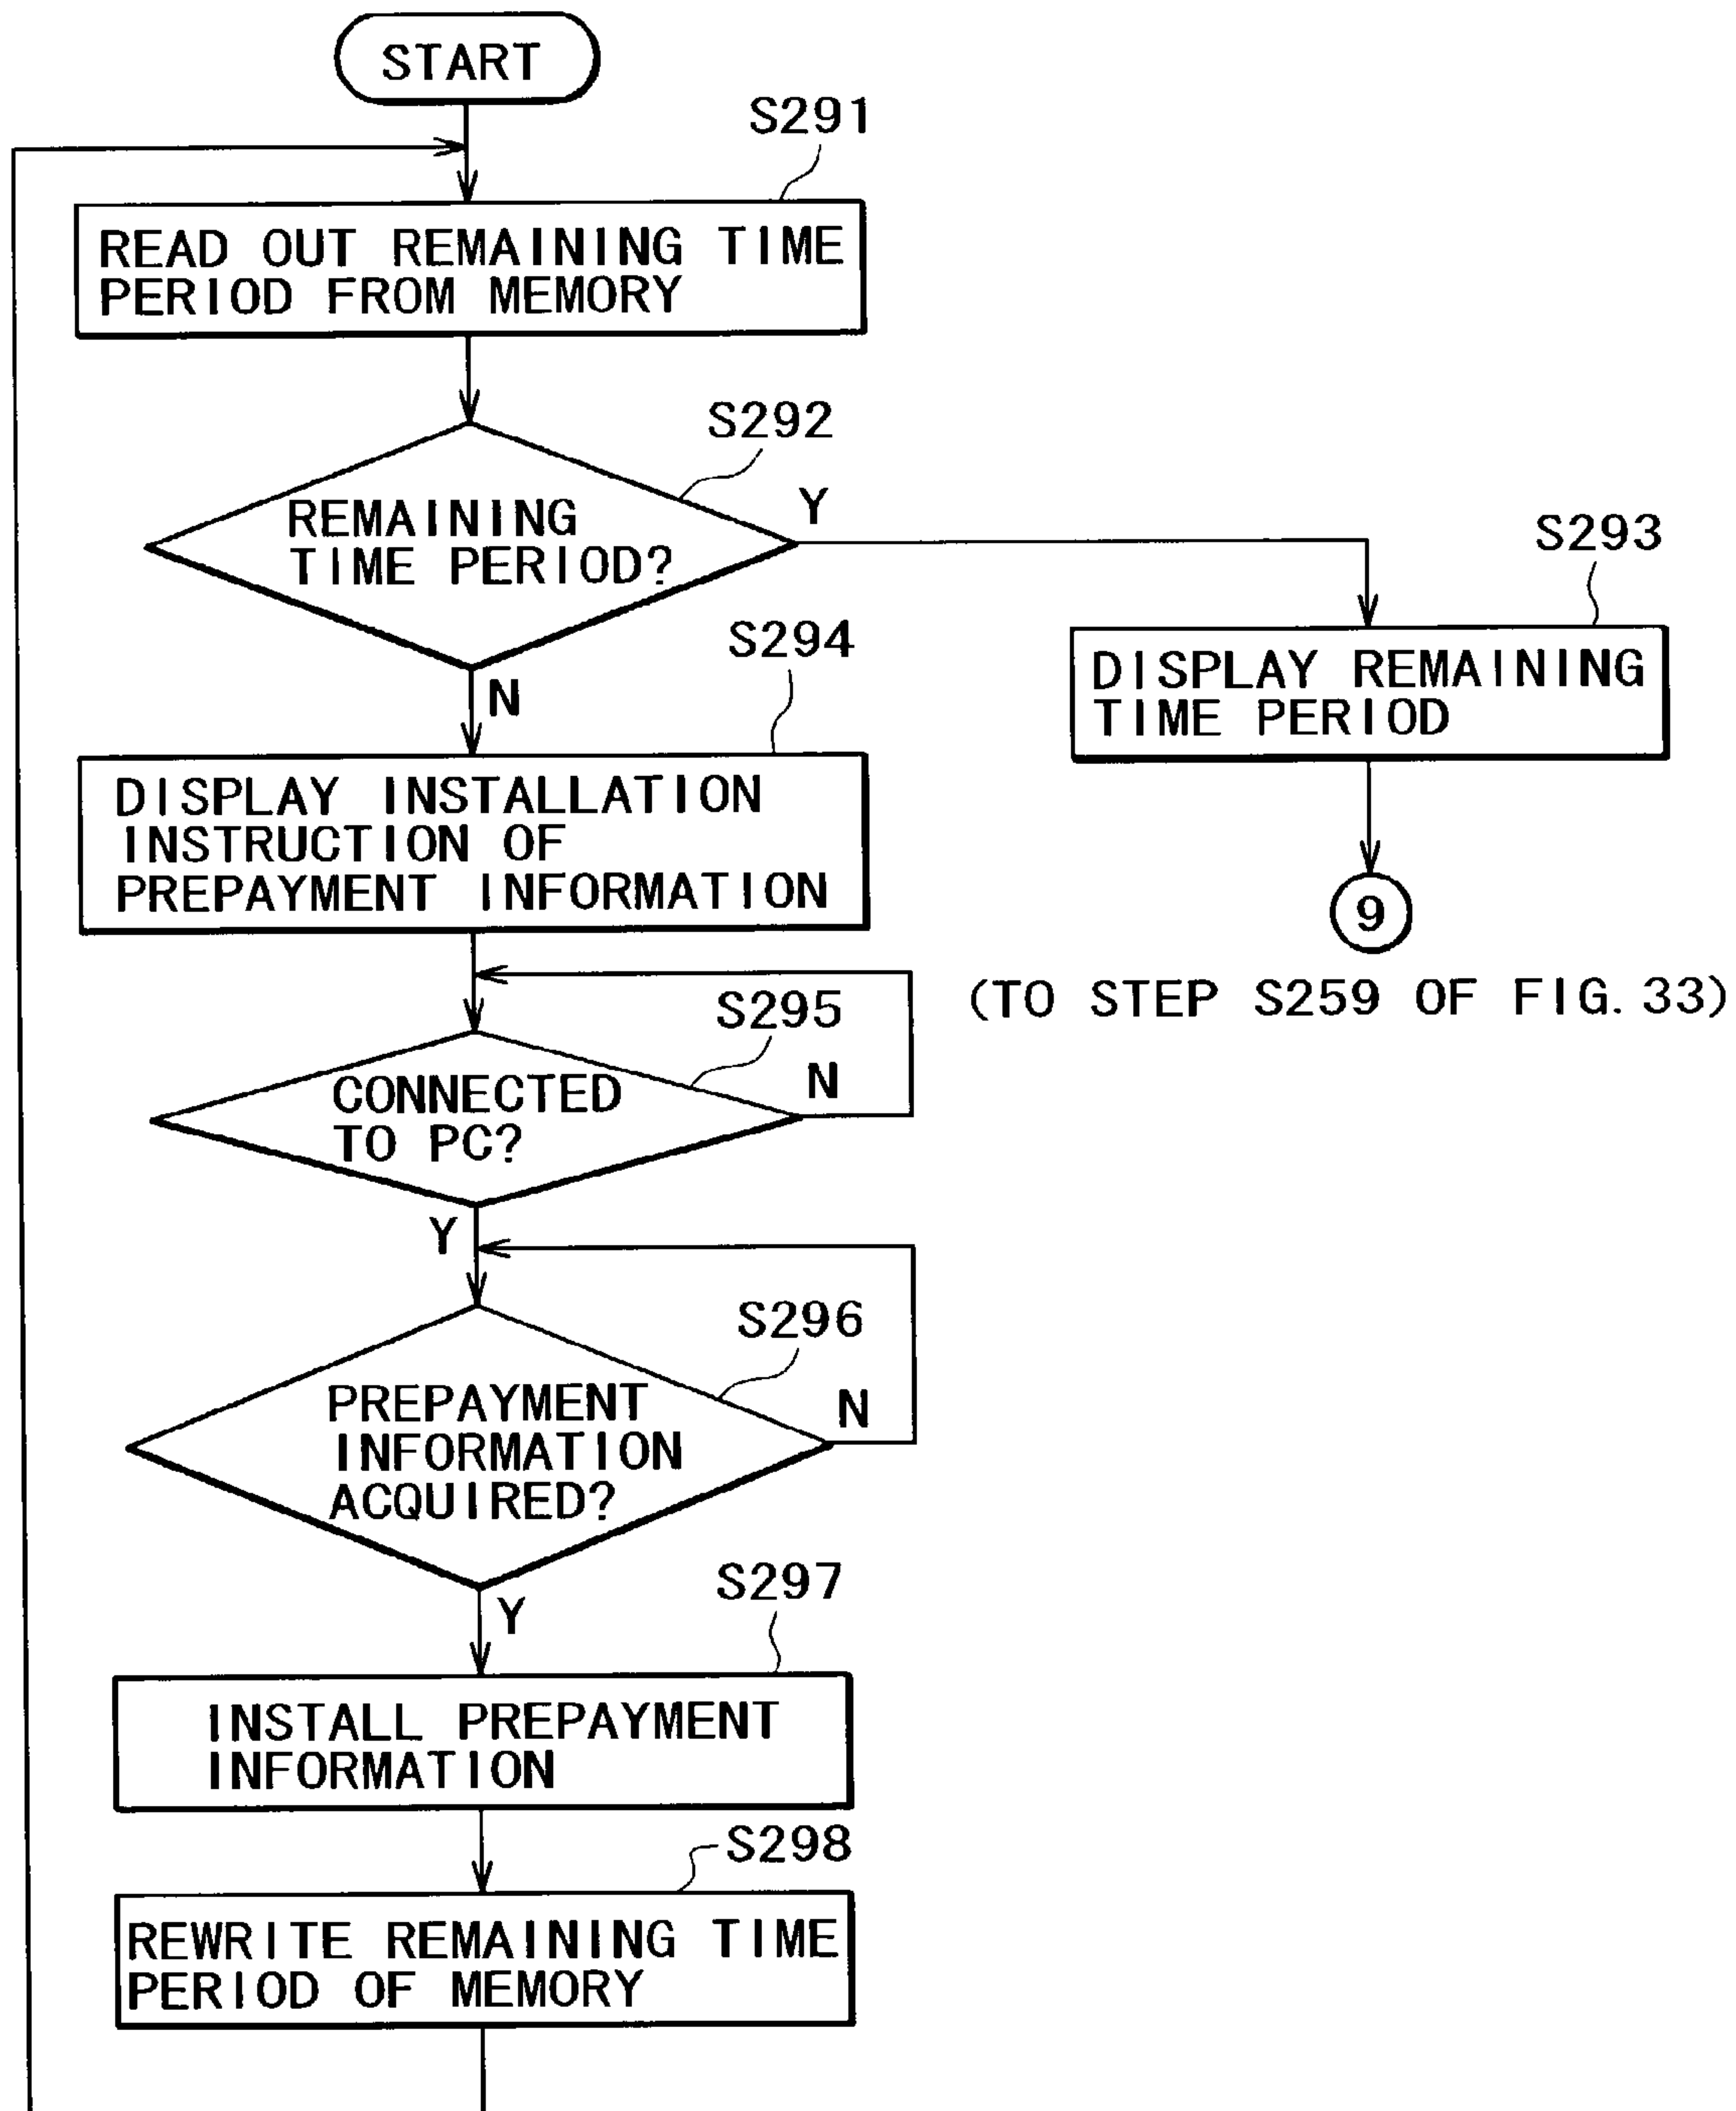 START
S291
READ OUT REMAINING TIME
PERIOD FROM MEMORY
S292
REMAINING
TIME PERIOD?
Y
N
S293
DISPLAY REMAINING
TIME PERIOD
9
(TO STEP S259 OF FIG. 33)
S294
DISPLAY INSTALLATION
INSTRUCTION OF
PREPAYMENT INFORMATION
S295
CONNECTED
TO PC?
N
Y
S296
PREPAYMENT
INFORMATION
ACQUIRED?
N
Y
S297
INSTALL PREPAYMENT
INFORMATION
S298
REWRITE REMAINING TIME
PERIOD OF MEMORY